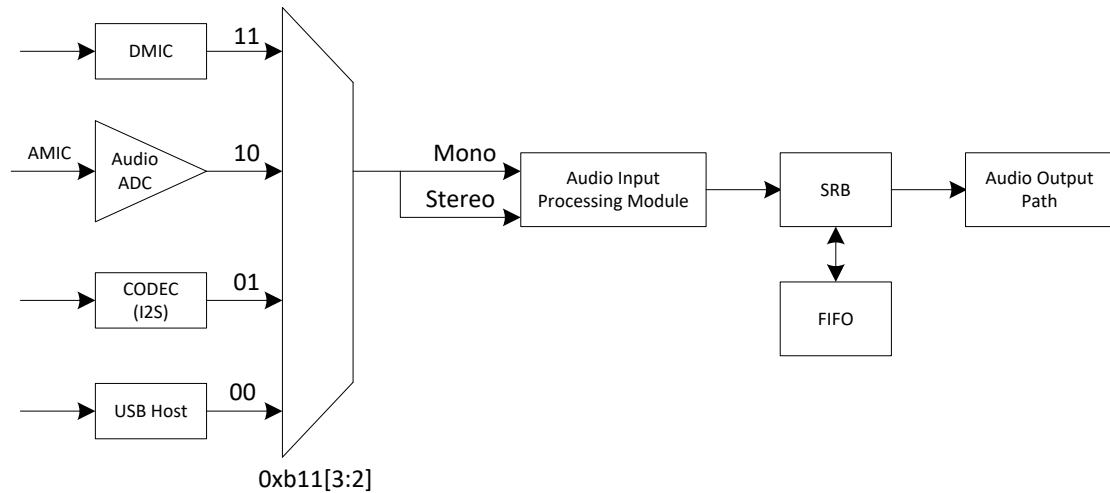 DMIC
11
AMIC
Audio
ADC
10
CODEC
(I2S)
01
USB Host
00
0xb11[3:2]
Mono
Stereo
Audio Input
Processing Module
SRB
FIFO
Audio Output
Path